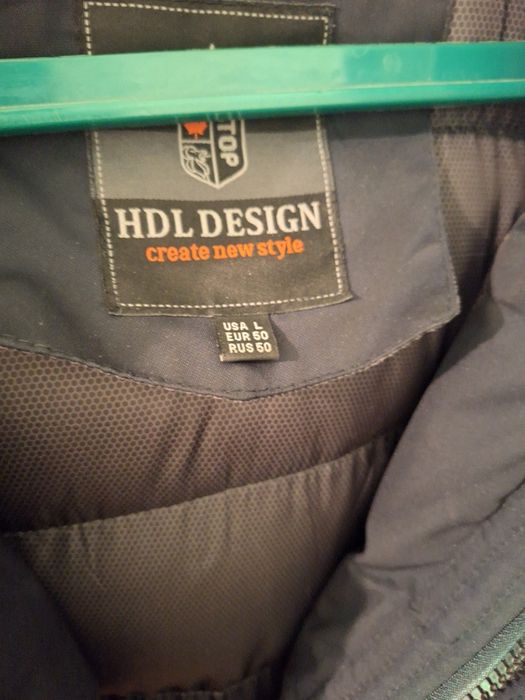 TOP
HDL DESIGN
create new style
USA L
EUR 50
RUS 50